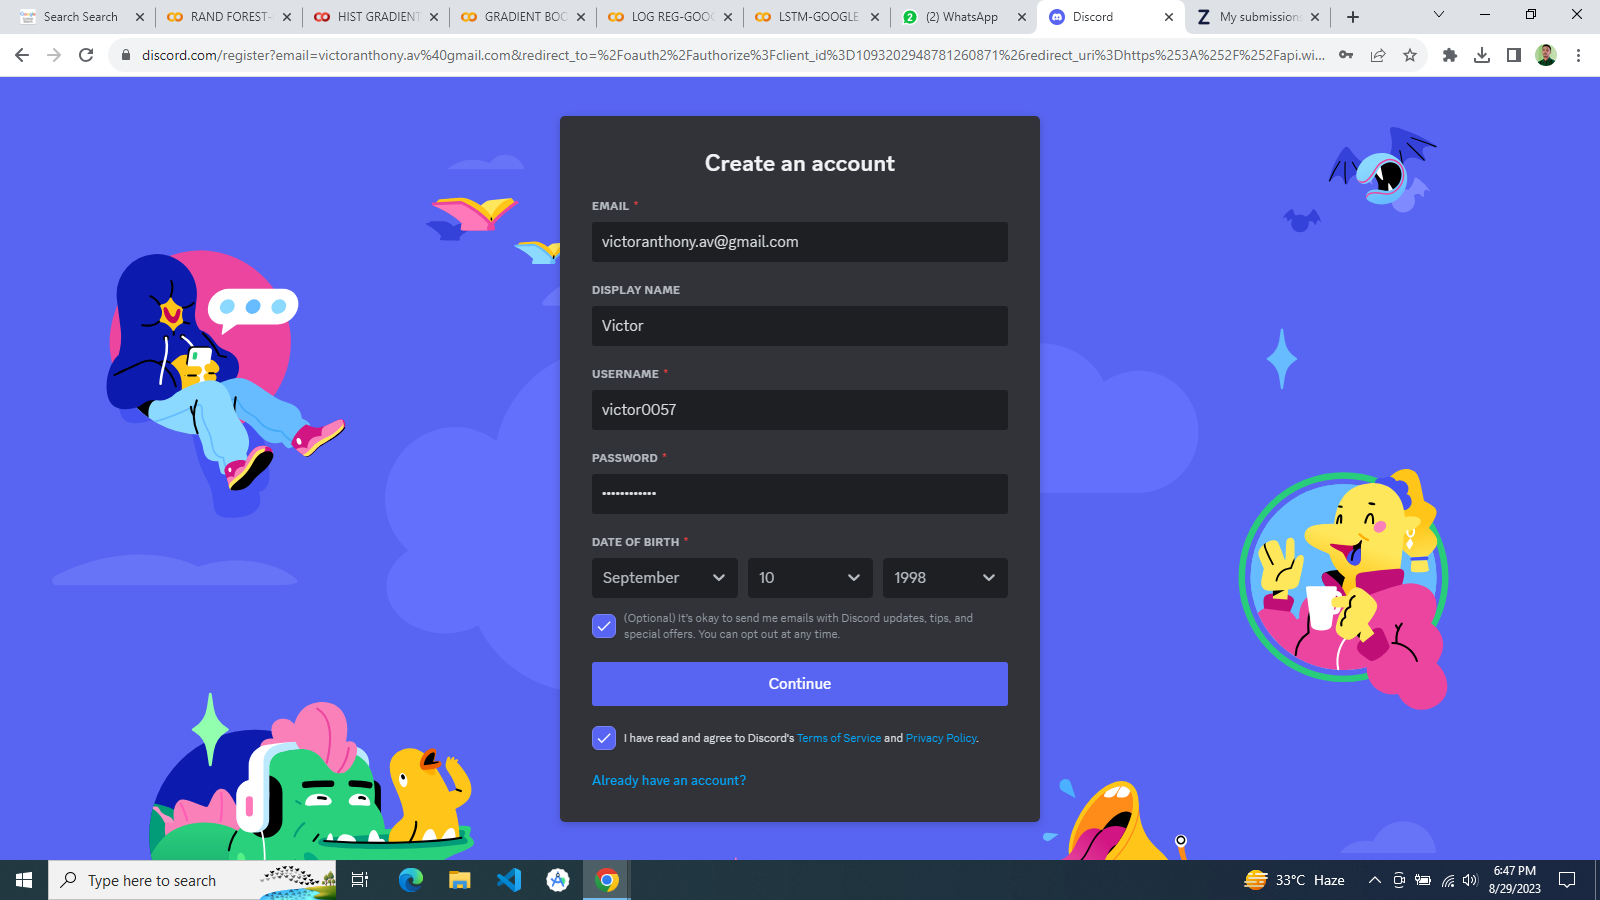 Search Search
RAND FOREST-
HIST GRADIENT
GRADIENT BOO
LOG REG-GOO
LSTM-GOOGLE
(2) WhatsApp
Discord
My submissions
discord.com/register?email=victoranthony.av%40gmail.com&redirect_to=%2Foauth2%2Fauthorize%3Fclient_id%3D1093202948781260871%26redirect_uri%3Dhttps%253A%252F%252Fapi.wi...
Create an account
EMAIL *
victoranthony.av@gmail.com
DISPLAY NAME
Victor
USERNAME *
victor0057
PASSWORD *
••••••••••••
DATE OF BIRTH *
September
10
1998
(Optional) It's okay to send me emails with Discord updates, tips, and
special offers. You can opt out at any time.
Continue
I have read and agree to Discord's Terms of Service and Privacy Policy.
Already have an account?
Type here to search
33°C Haze
6:47 PM
8/29/2023